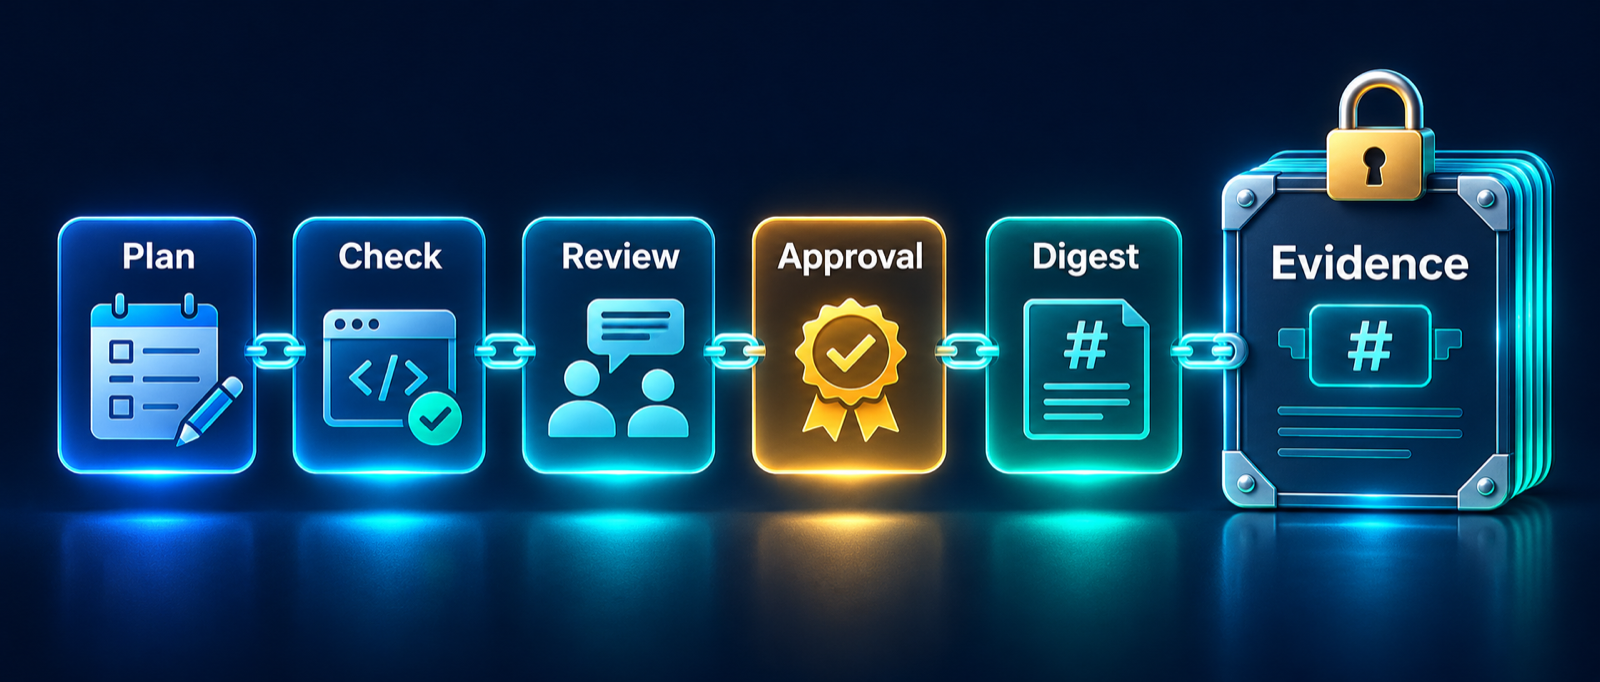 Plan
Check
</>
Review
Approval
Digest
#
Evidence
#